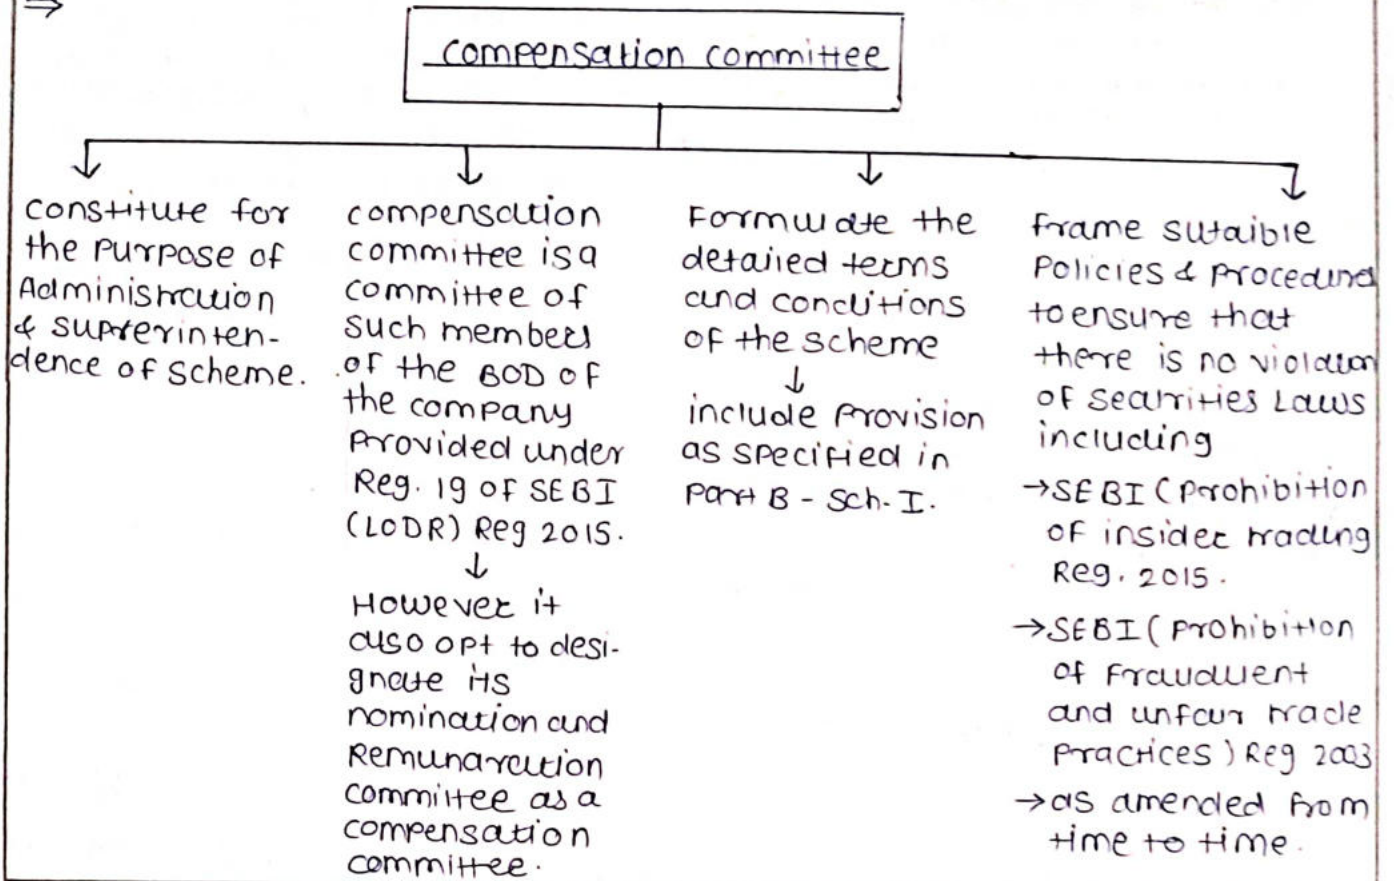 compensation committee
constitute for
the purpose of
Administration
& suprerinten-
dence of scheme.
compensation
committee is a
committee of
such members
of the BOD of
the company
Provided under
Reg. 19 of SEBI
(LODR) Reg 2015.
However it
also opt to desi-
gnate its
nomination and
Remunaration
committee as a
compensation
committee.
Formulate the
detailed terms
and conditions
of the scheme
include Provision
as specified in
Part B - Sch. I.
Frame sutaible
Policies & Procedures
to ensure that
there is no violation
of Securities Laws
including
→ SEBI (Prohibition
of insider trading
Reg. 2015.
→ SEBI (Prohibition
of Fraudulent
and unfair trade
Practices) Reg 2003
→ as amended from
time to time.